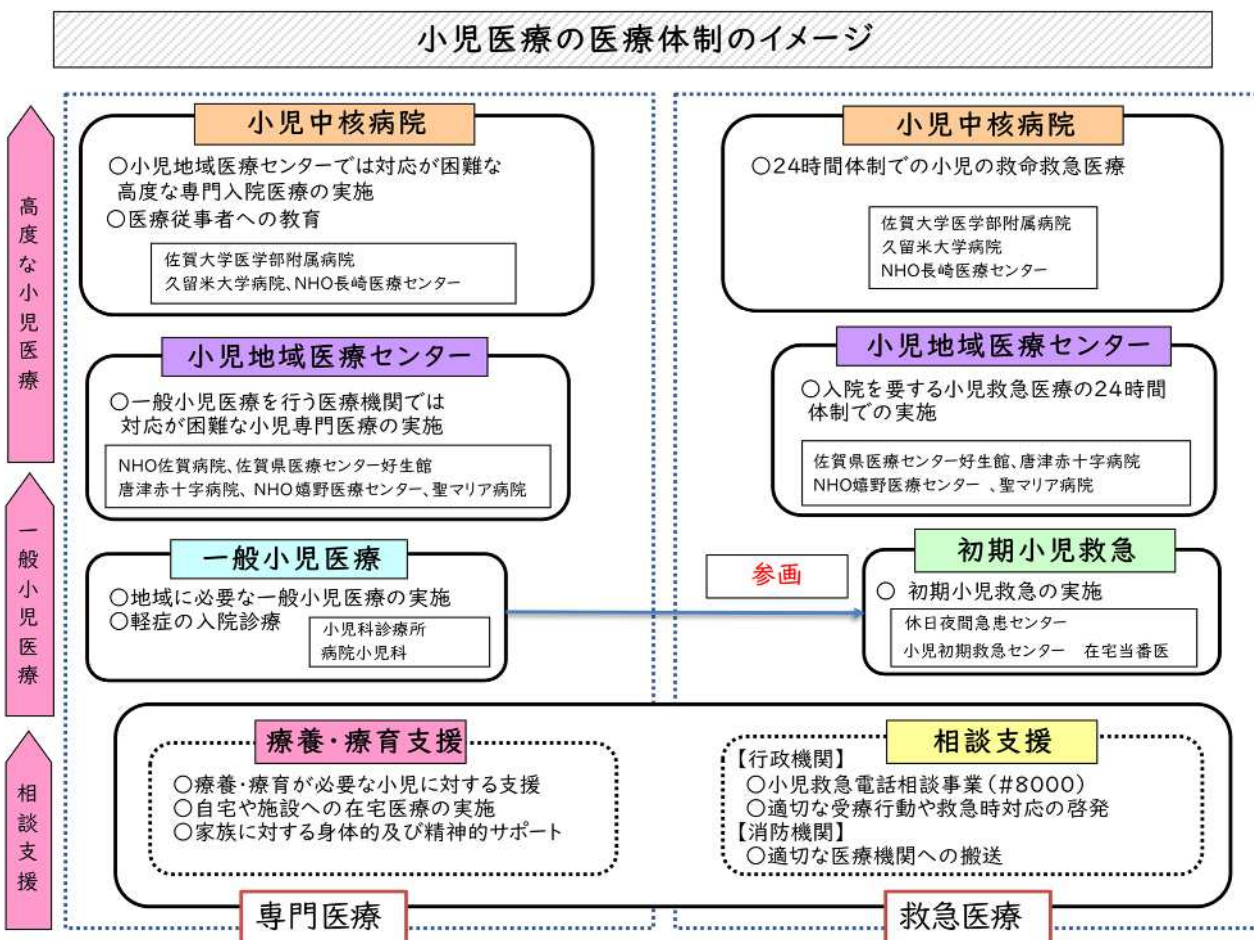 小児医療の医療体制のイメージ
高度な小児医療
一般小児医療
相談支援
小児中核病院
○小児地域医療センターでは対応が困難な
高度な専門入院医療の実施
○医療従事者への教育
佐賀大学医学部附属病院
久留米大学病院、NHO長崎医療センター
小児地域医療センター
○一般小児医療を行う医療機関では
対応が困難な小児専門医療の実施
NHO佐賀病院、佐賀県医療センター好生館
唐津赤十字病院、NHO嬉野医療センター、聖マリア病院
一般小児医療
○地域に必要な一般小児医療の実施
○軽症の入院診療
小児科診療所
病院小児科
療養・療育支援
○療養・療育が必要な小児に対する支援
○自宅や施設への在宅医療の実施
○家族に対する身体的及び精神的サポート
専門医療
小児中核病院
○24時間体制での小児の救命救急医療
佐賀大学医学部附属病院
久留米大学病院
NHO長崎医療センター
小児地域医療センター
○入院を要する小児救急医療の24時間
体制での実施
佐賀県医療センター好生館、唐津赤十字病院
NHO嬉野医療センター 、聖マリア病院
参画
初期小児救急
○ 初期小児救急の実施
休日夜間急患センター
小児初期救急センター 在宅当番医
相談支援
【行政機関】
○小児救急電話相談事業(#8000)
○適切な受療行動や救急時対応の啓発
【消防機関】
○適切な医療機関への搬送
救急医療